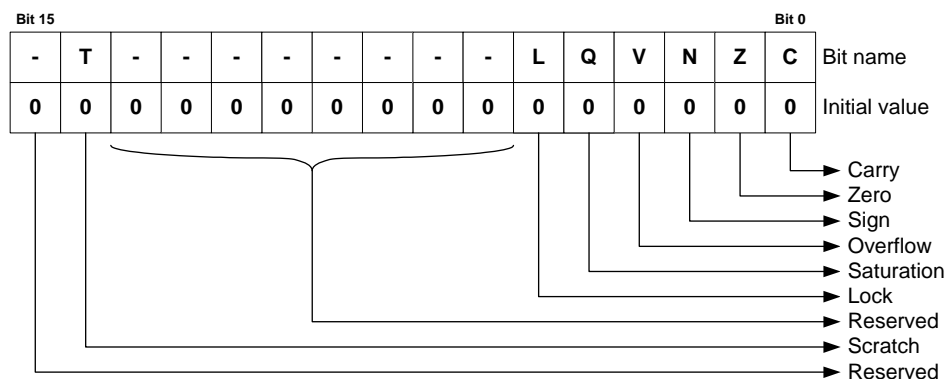 Bit 15 Bit 0
- T - - - - - - - - L Q V N Z C Bit name
0 0 0 0 0 0 0 0 0 0 0 0 0 0 0 0 Initial value
Carry
Zero
Sign
Overflow
Saturation
Lock
Reserved
Scratch
Reserved